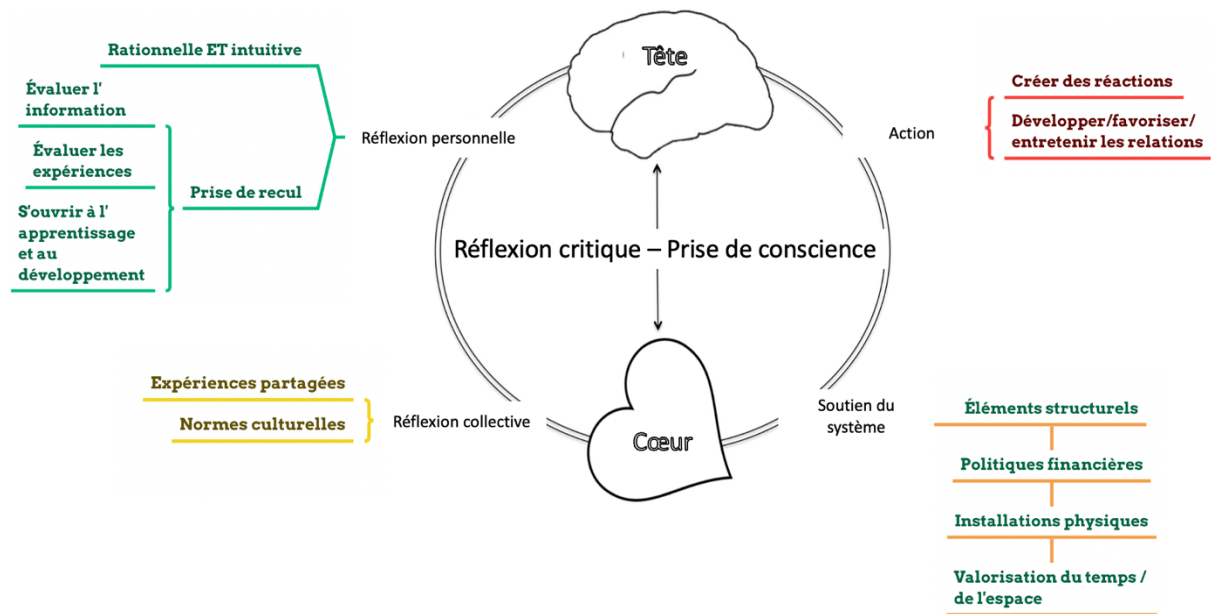 Rationnelle ET intuitive
Évaluer l'
information
Évaluer les
expériences
S'ouvrir à l'
apprentissage
et au
développement
Prise de recul
Réflexion personnelle
Tête
Action
Créer des réactions
Développer/favoriser/
entretenir les relations
Réflexion critique – Prise de conscience
Expériences partagées
Normes culturelles
Réflexion collective
Cœur
Soutien du
système
Éléments structurels
Politiques financières
Installations physiques
Valorisation du temps /
de l'espace